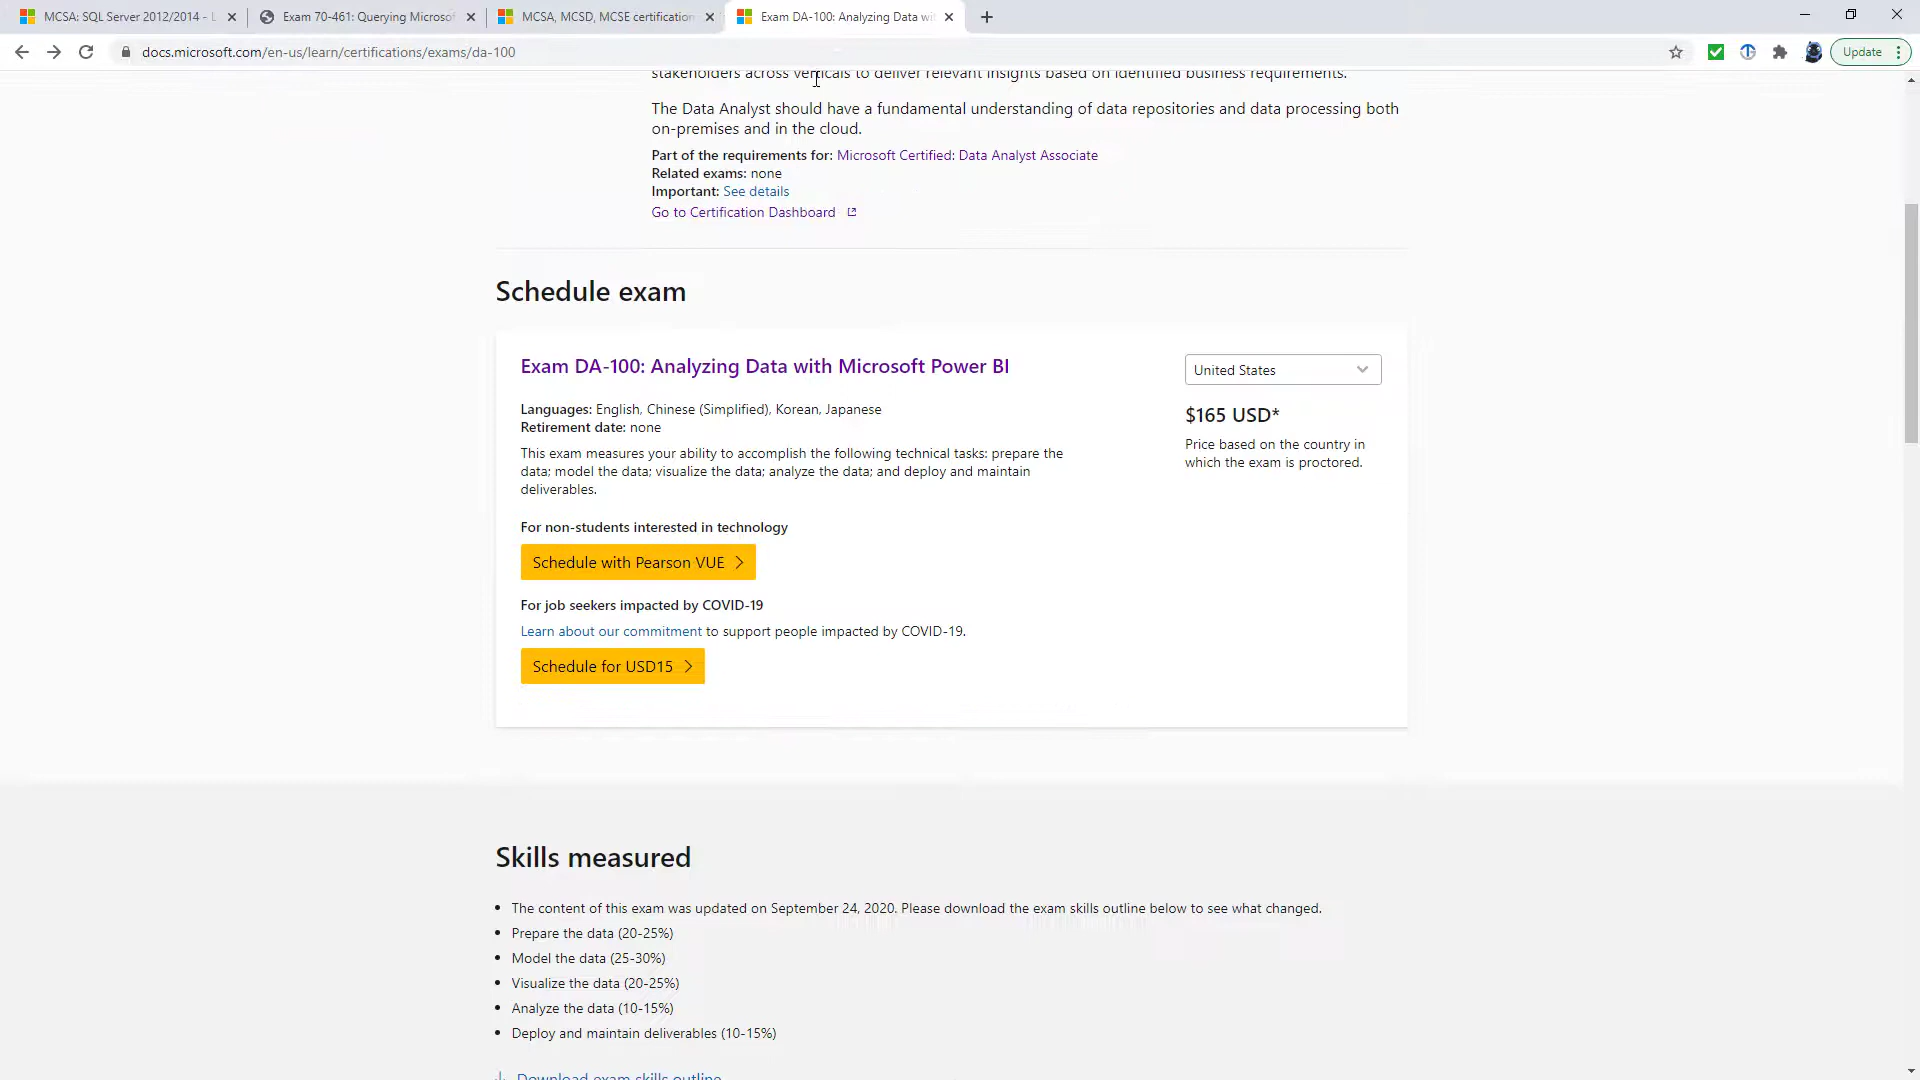 MCSA: SQL Server 2012/2014 - L
Exam 70-461: Querying Microsof
MCSA, MCSD, MCSE certification
Exam DA-100: Analyzing Data wi
docs.microsoft.com/en-us/learn/certifications/exams/da-100
Update
stakeholders across verticals to deliver relevant insights based on identified business requirements.
The Data Analyst should have a fundamental understanding of data repositories and data processing both
on-premises and in the cloud.
Part of the requirements for: Microsoft Certified: Data Analyst Associate
Related exams: none
Important: See details
Go to Certification Dashboard
Schedule exam
Exam DA-100: Analyzing Data with Microsoft Power BI
United States
Languages: English, Chinese (Simplified), Korean, Japanese
Retirement date: none
$165 USD*
Price based on the country in
which the exam is proctored.
This exam measures your ability to accomplish the following technical tasks: prepare the
data; model the data; visualize the data; analyze the data; and deploy and maintain
deliverables.
For non-students interested in technology
Schedule with Pearson VUE
For job seekers impacted by COVID-19
Learn about our commitment to support people impacted by COVID-19.
Schedule for USD15
Skills measured
• The content of this exam was updated on September 24, 2020. Please download the exam skills outline below to see what changed.
• Prepare the data (20-25%)
• Model the data (25-30%)
• Visualize the data (20-25%)
• Analyze the data (10-15%)
• Deploy and maintain deliverables (10-15%)
Download exam skills outline